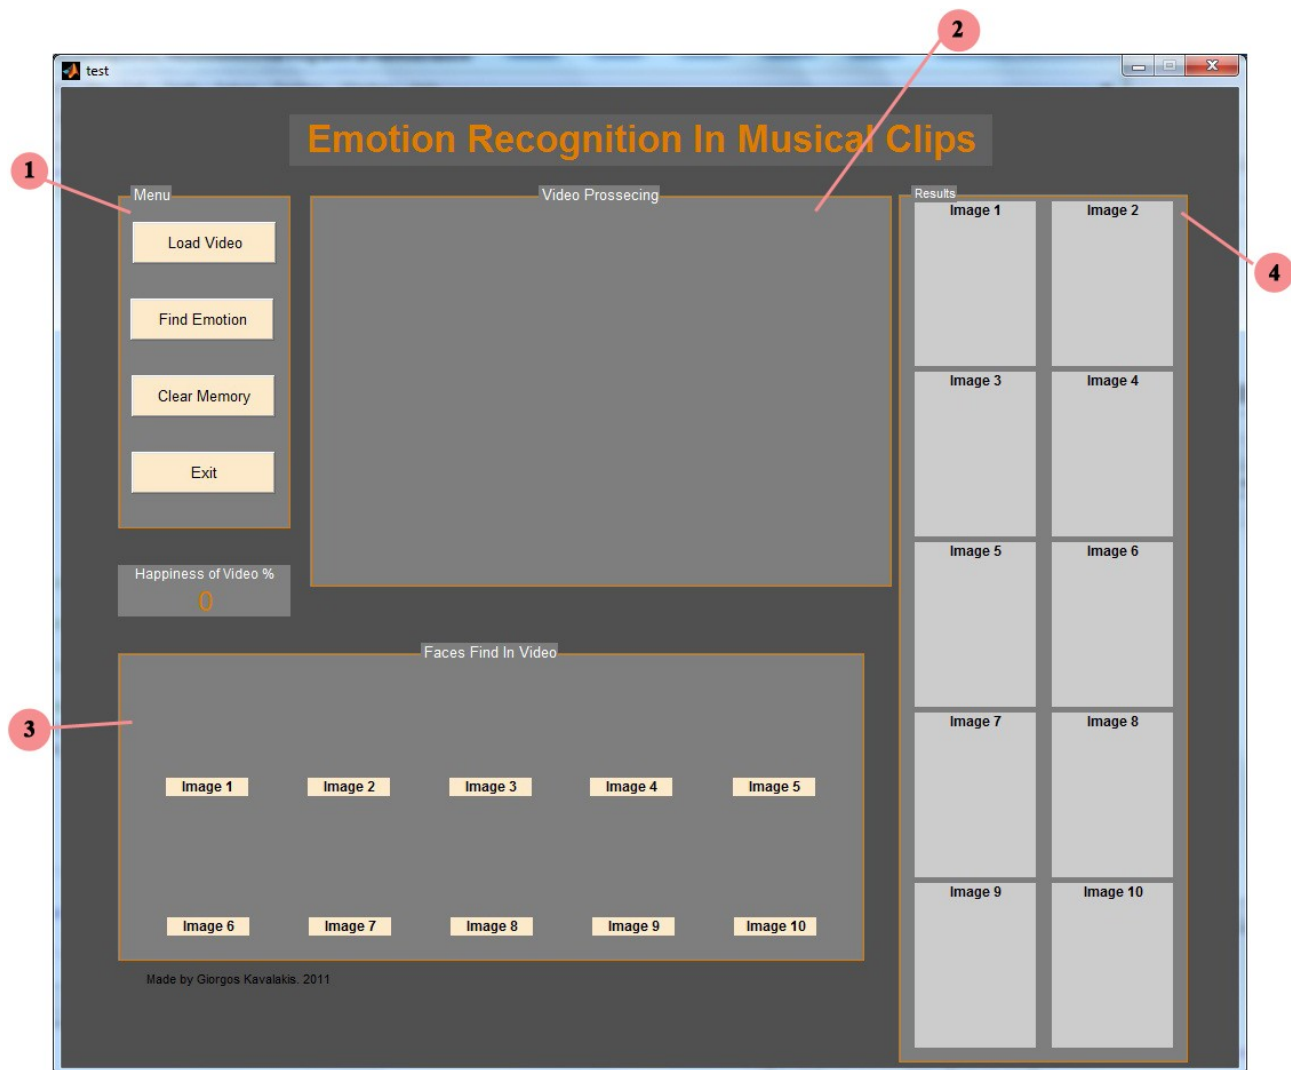 2
test
Emotion Recognition In Musical Clips
1
Menu
Load Video
Find Emotion
Clear Memory
Exit
Happiness of Video %
0
Video Prossecing
Results
Image 1
Image 2
Image 3
Image 4
Image 5
Image 6
Image 7
Image 8
Image 9
Image 10
4
3
Faces Find In Video
Image 1
Image 2
Image 3
Image 4
Image 5
Image 6
Image 7
Image 8
Image 9
Image 10
Made by Giorgos Kavalakis. 2011